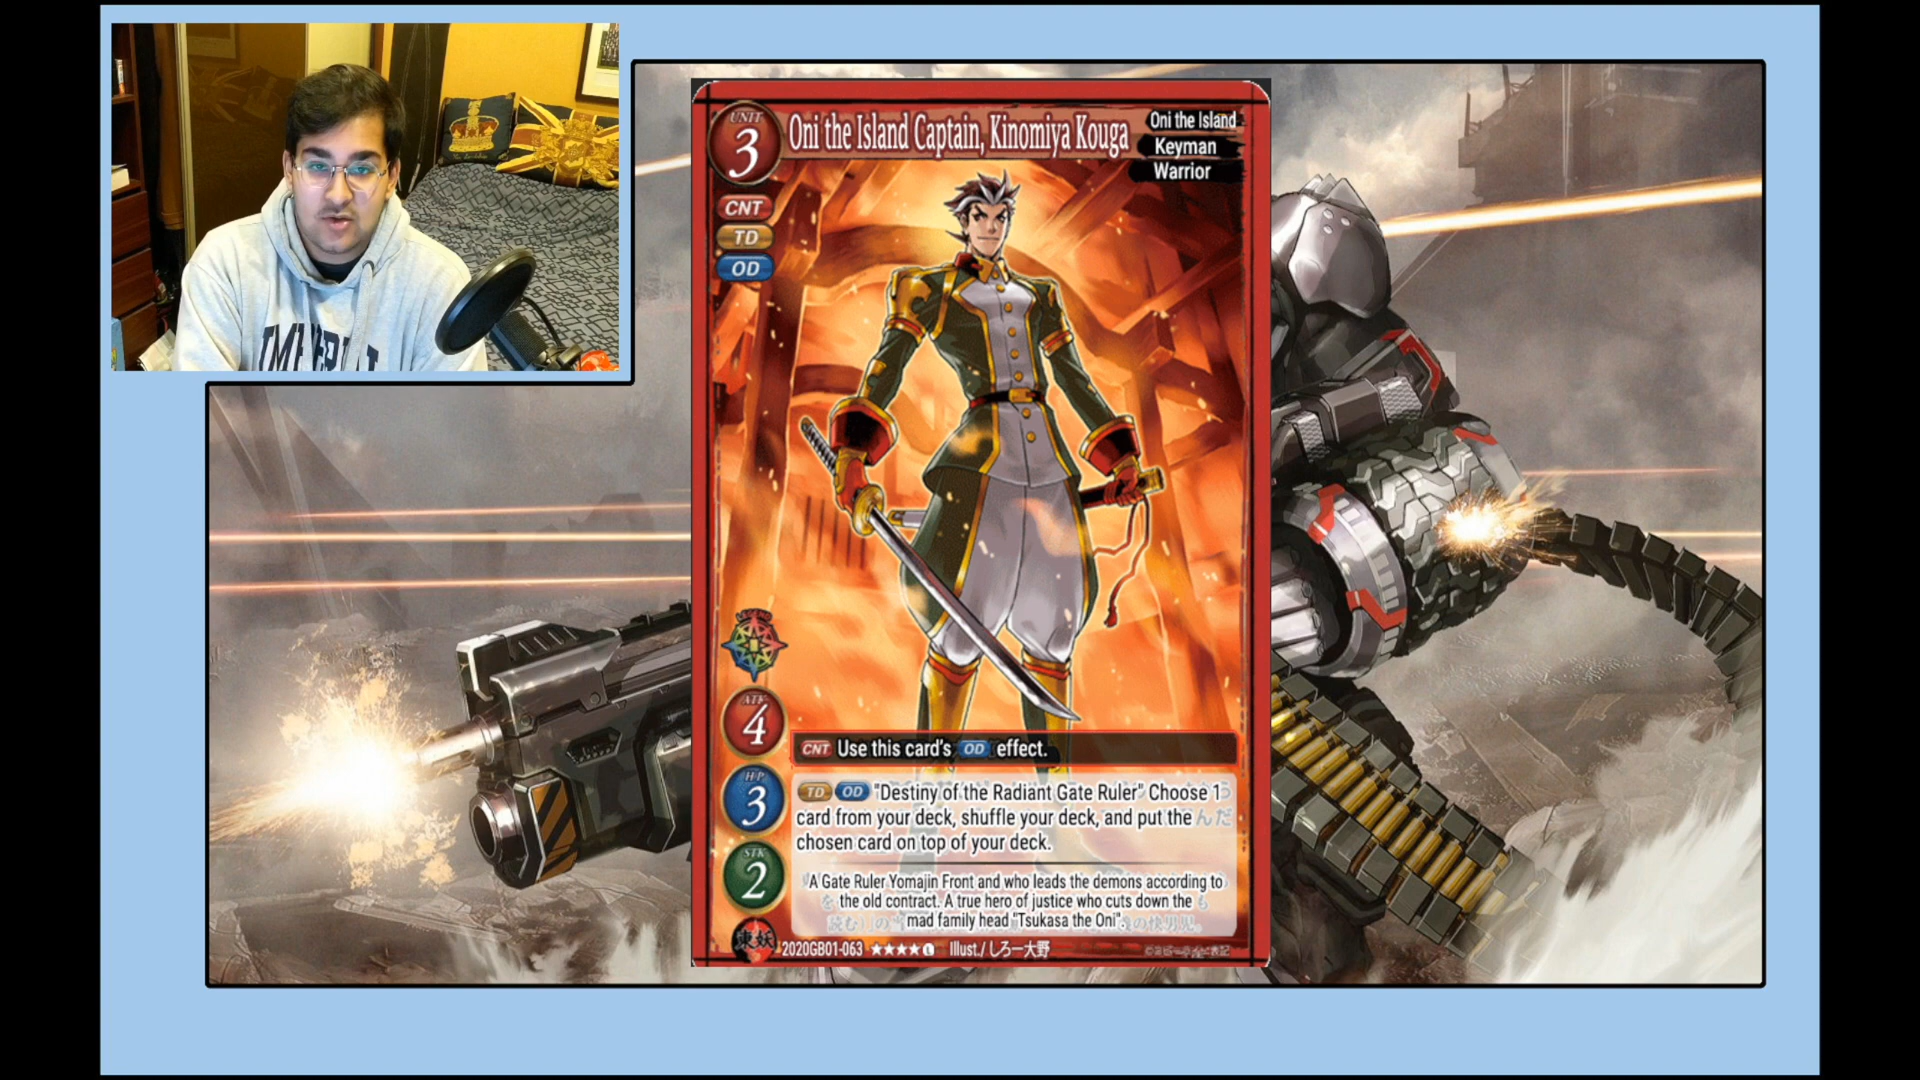 UNIT
3
Oni the Island Captain, Kinomiya Kouga
Oni the Island
Keyman
Warrior
CNT
TD
OD
LEGEND
ATK
4
HP
3
STK
2
CNT Use this card's OD effect.
TD OD "Destiny of the Radiant Gate Ruler" Choose 1
card from your deck, shuffle your deck, and put the
chosen card on top of your deck.
"A Gate Ruler Yomajin Front and who leads the demons according to
the old contract. A true hero of justice who cuts down the
mad family head "Tsukasa the Oni".
東妖
2020GB01-063 ★★★★ L Illust./しろー大野